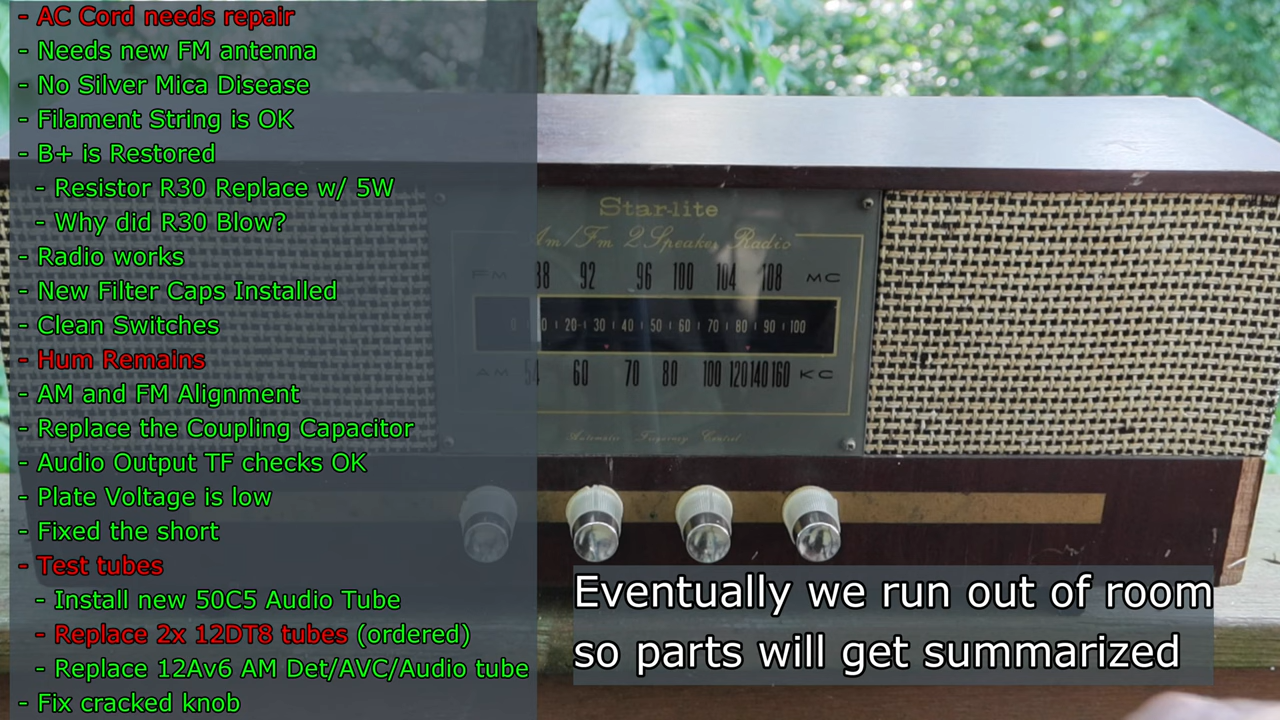 - AC Cord needs repair
- Needs new FM antenna
- No Silver Mica Disease
- Filament String is OK
- B+ is Restored
- Resistor R30 Replace w/ 5W
- Why did R30 Blow?
- Radio works
- New Filter Caps Installed
- Clean Switches
- Hum Remains
- AM and FM Alignment
- Replace the Coupling Capacitor
- Audio Output TF checks OK
- Plate Voltage is low
- Fixed the short
- Test tubes
- Install new 50C5 Audio Tube
- Replace 2x 12DT8 tubes (ordered)
- Replace 12Av6 AM Det/AVC/Audio tube
- Fix cracked knob
Star-lite
Am/Fm 2 Speaker Radio
FM 88 92 96 100 104 108 MC
0 10 20 30 40 50 60 70 80 90 100
AM 54 60 70 80 100 120 140 160 KC
Automatic Frequency Control
Eventually we run out of room
so parts will get summarized